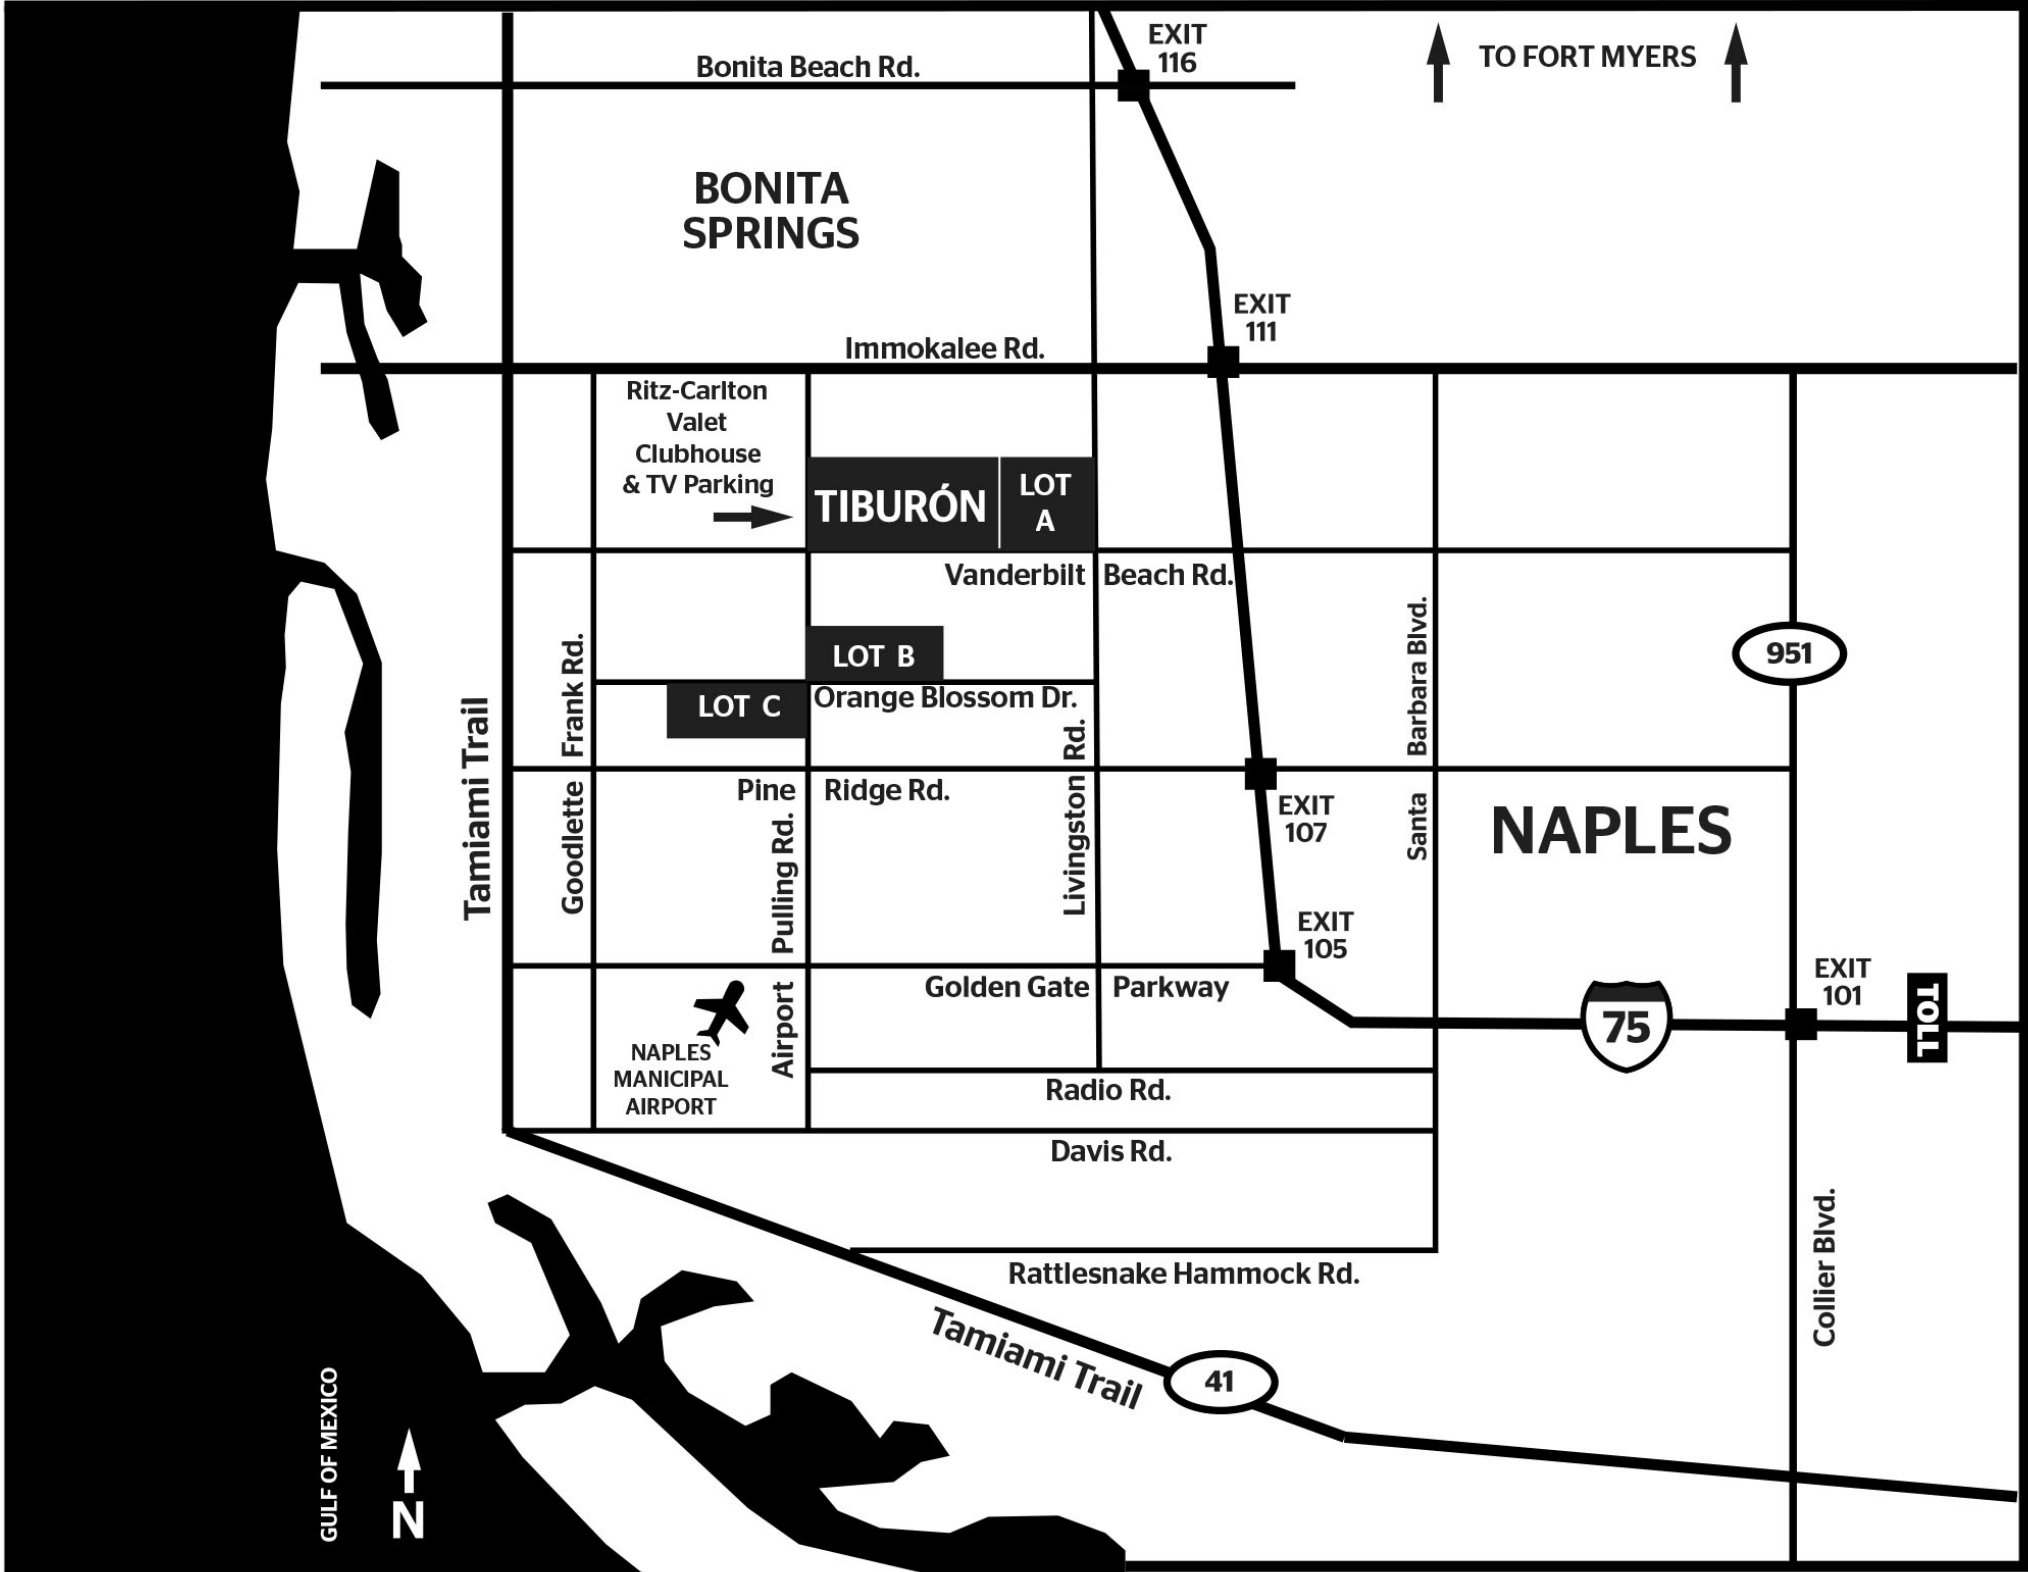 EXIT
116
TO FORT MYERS
Bonita Beach Rd.
BONITA
SPRINGS
EXIT
111
Immokalee Rd.
Ritz-Carlton
Valet
Clubhouse
& TV Parking
TIBURÓN
LOT
A
Vanderbilt Beach Rd.
LOT B
LOT C
Orange Blossom Dr.
951
Tamiami Trail
Goodlette Frank Rd.
Airport Pulling Rd.
Livingston Rd.
Santa Barbara Blvd.
Pine Ridge Rd.
EXIT
107
NAPLES
EXIT
105
Golden Gate Parkway
EXIT
101
TOLL
75
NAPLES
MANICIPAL
AIRPORT
Radio Rd.
Davis Rd.
Rattlesnake Hammock Rd.
Collier Blvd.
Tamiami Trail
41
GULF OF MEXICO
N